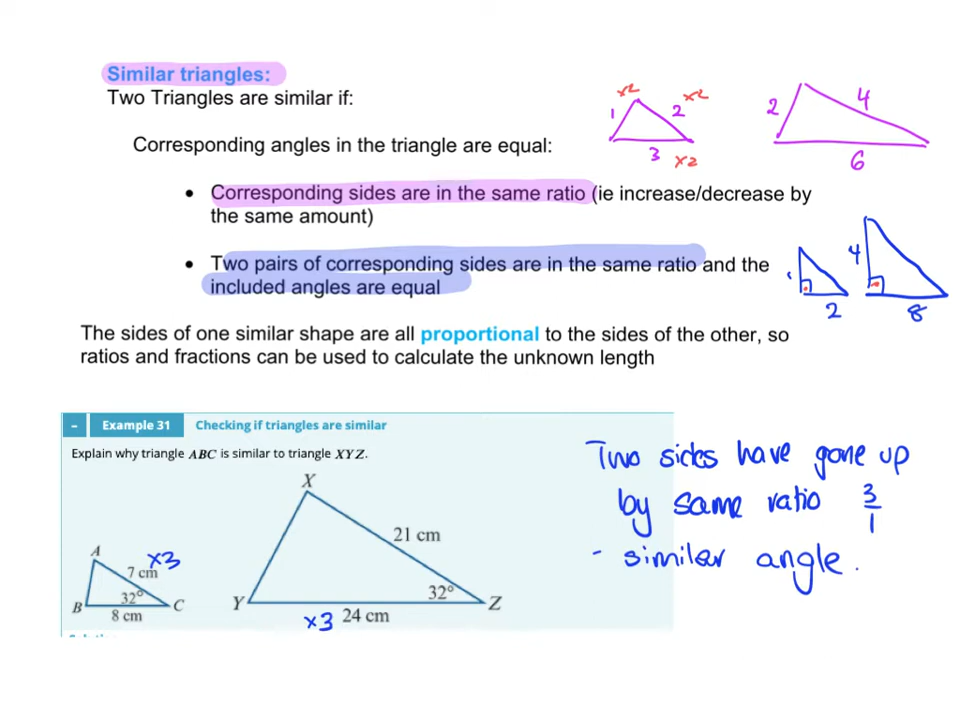 Similar triangles:
Two Triangles are similar if:
x2
1
2
x2
3
x2
2
4
6
Corresponding angles in the triangle are equal:
• Corresponding sides are in the same ratio (ie increase/decrease by
the same amount)
• Two pairs of corresponding sides are in the same ratio and the
included angles are equal
2
4
8
The sides of one similar shape are all proportional to the sides of the other, so
ratios and fractions can be used to calculate the unknown length
– Example 31 Checking if triangles are similar
Explain why triangle ABC is similar to triangle XYZ.
A
x3
7 cm
32°
B
C
8 cm
X
21 cm
32°
Y
Z
x3 24 cm
Two sides have gone up
by same ratio 3/1
- similar angle.